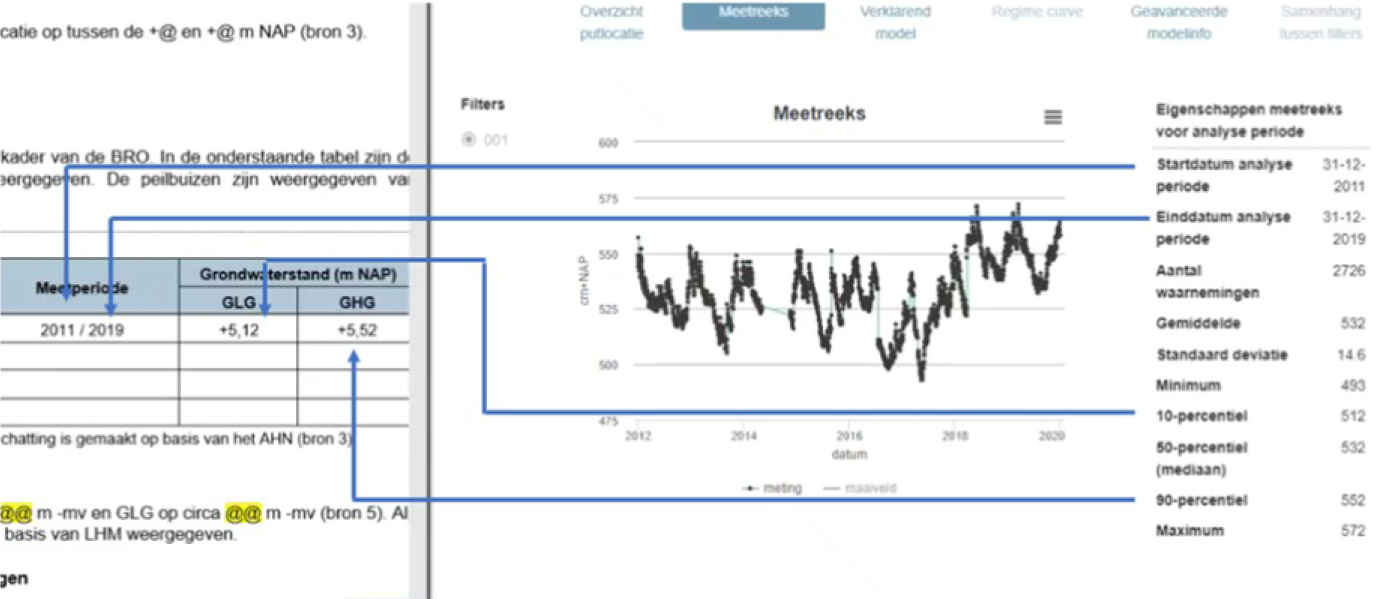 catie op tussen de +@ en +@ m NAP (bron 3).
kader van de BRO. In de onderstaande tabel zijn
eergegeven. De peilbuizen zijn weergegeven
Meetperiode
Grondwaterstand (m NAP)
GLG
GHG
2011 / 2019
+5,12
+5,52
chatting is gemaakt op basis van het AHN (bron 3)
@@ m -mv en GLG op circa @@ m -mv (bron 5). Al
basis van LHM weergegeven.
gen
Overzicht
putlocatie
Meetreeks
Verklarend
model
Regime curve
Geavanceerde
modelinfo
Samenhang
tussen filters
Filters
001
Meetreeks
600
575
550
525
500
475
cm+NAP
2012
2014
2016
2018
2020
datum
meting
maaiveld
Eigenschappen meetreeks
voor analyse periode
Startdatum analyse 31-12-
periode 2011
Einddatum analyse 31-12-
periode 2019
Aantal 2726
waarnemingen
Gemiddelde 532
Standaard deviatie 14.6
Minimum 493
10-percentiel 512
50-percentiel 532
(mediaan)
90-percentiel 552
Maximum 572